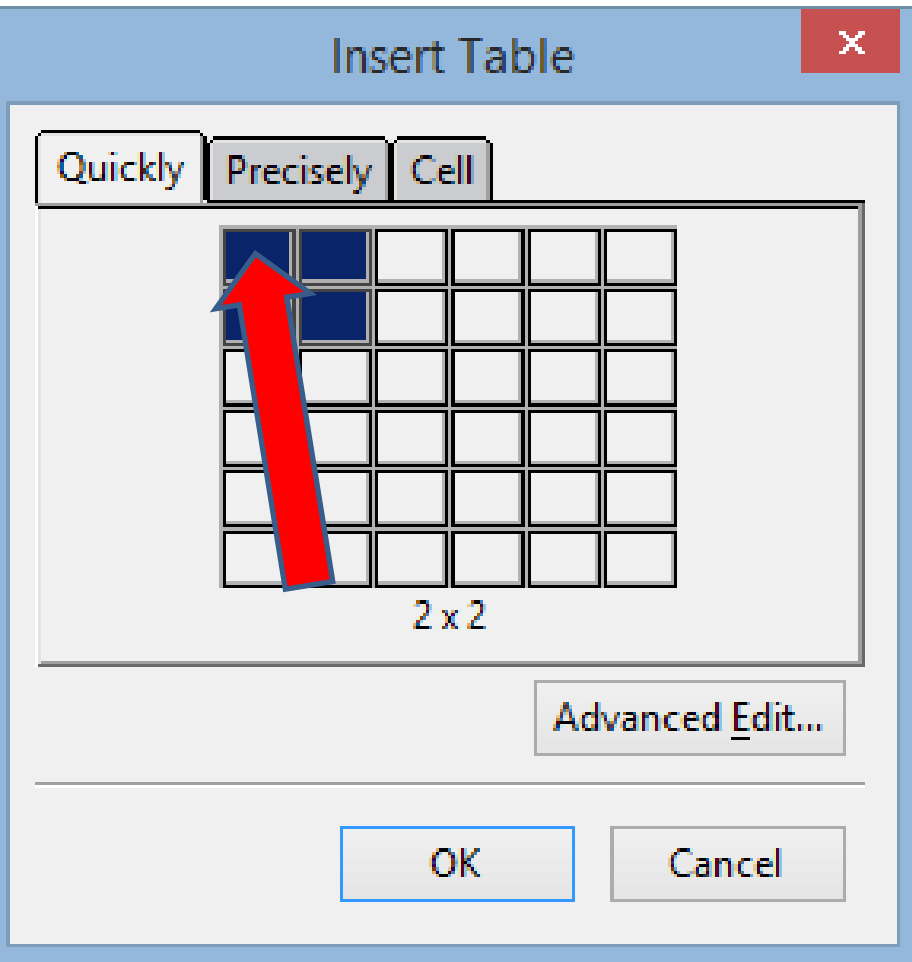 Insert Table
x
Quickly Precisely Cell
2 x 2
Advanced Edit...
OK Cancel